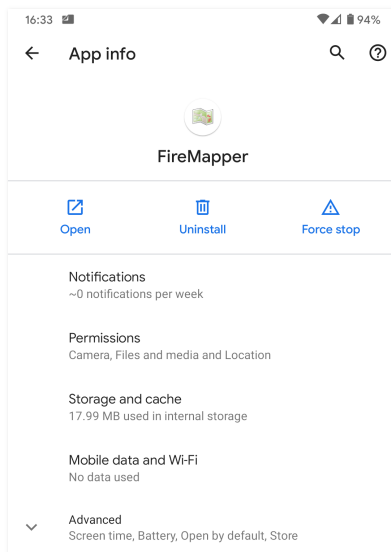 16:33 94%
App info
FireMapper
Open Uninstall Force stop
Notifications
~0 notifications per week
Permissions
Camera, Files and media and Location
Storage and cache
17.99 MB used in internal storage
Mobile data and Wi-Fi
No data used
Advanced
Screen time, Battery, Open by default, Store